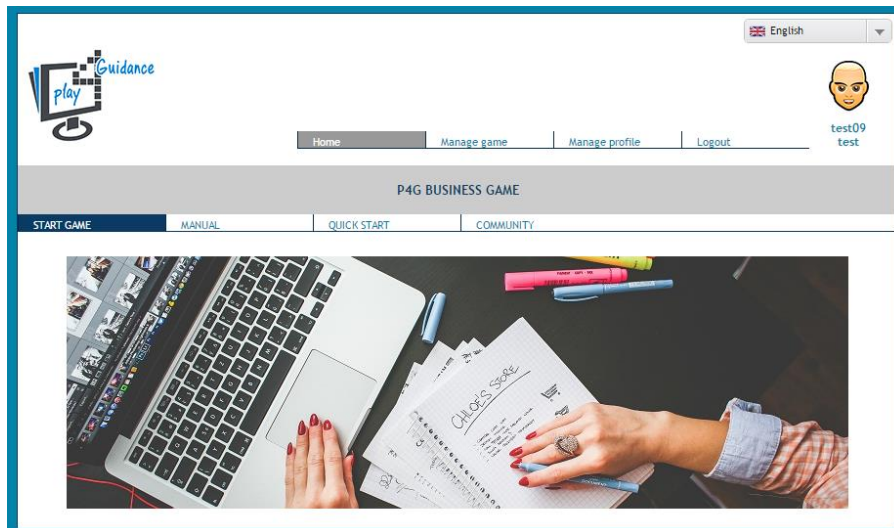 English
play
Guidance
test09
test
Home
Manage game
Manage profile
Logout
P4G BUSINESS GAME
START GAME
MANUAL
QUICK START
COMMUNITY
CHLOE'S STORE